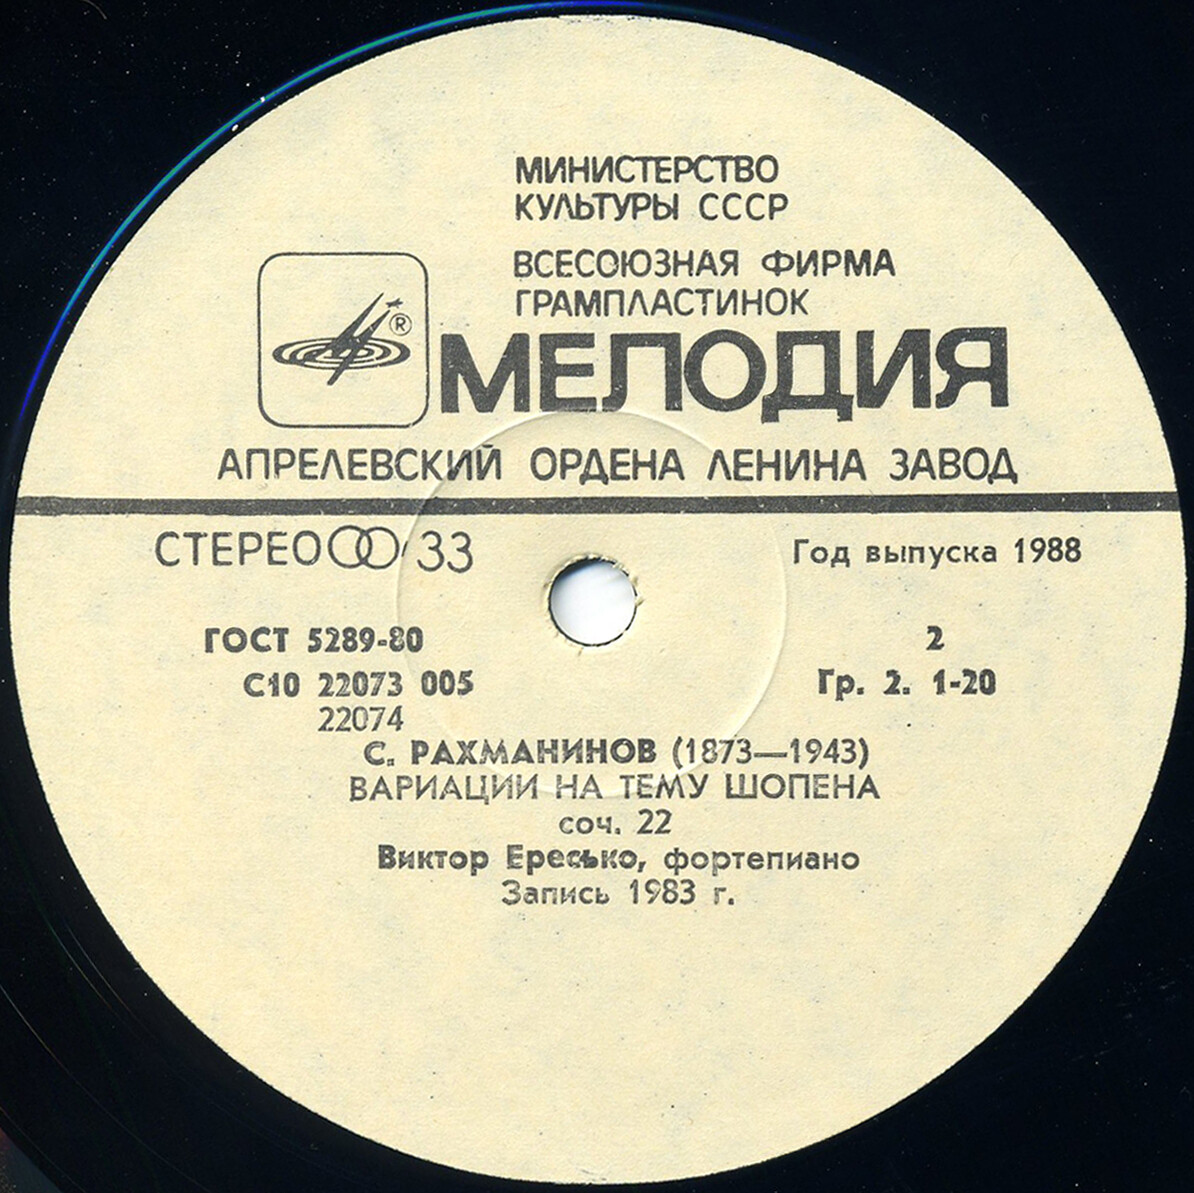 МИНИСТЕРСТВО
КУЛЬТУРЫ СССР
ВСЕСОЮЗНАЯ ФИРМА
ГРАМПЛАСТИНОК
®
МЕЛОДИЯ
АПРЕЛЕВСКИЙ ОРДЕНА ЛЕНИНА ЗАВОД
СТЕРЕО 33
Год выпуска 1988
ГОСТ 5289-80
2
С10 22073 005
Гр. 2. 1-20
22074
С. РАХМАНИНОВ (1873—1943)
ВАРИАЦИИ НА ТЕМУ ШОПЕНА
соч. 22
Виктор Ересько, фортепиано
Запись 1983 г.